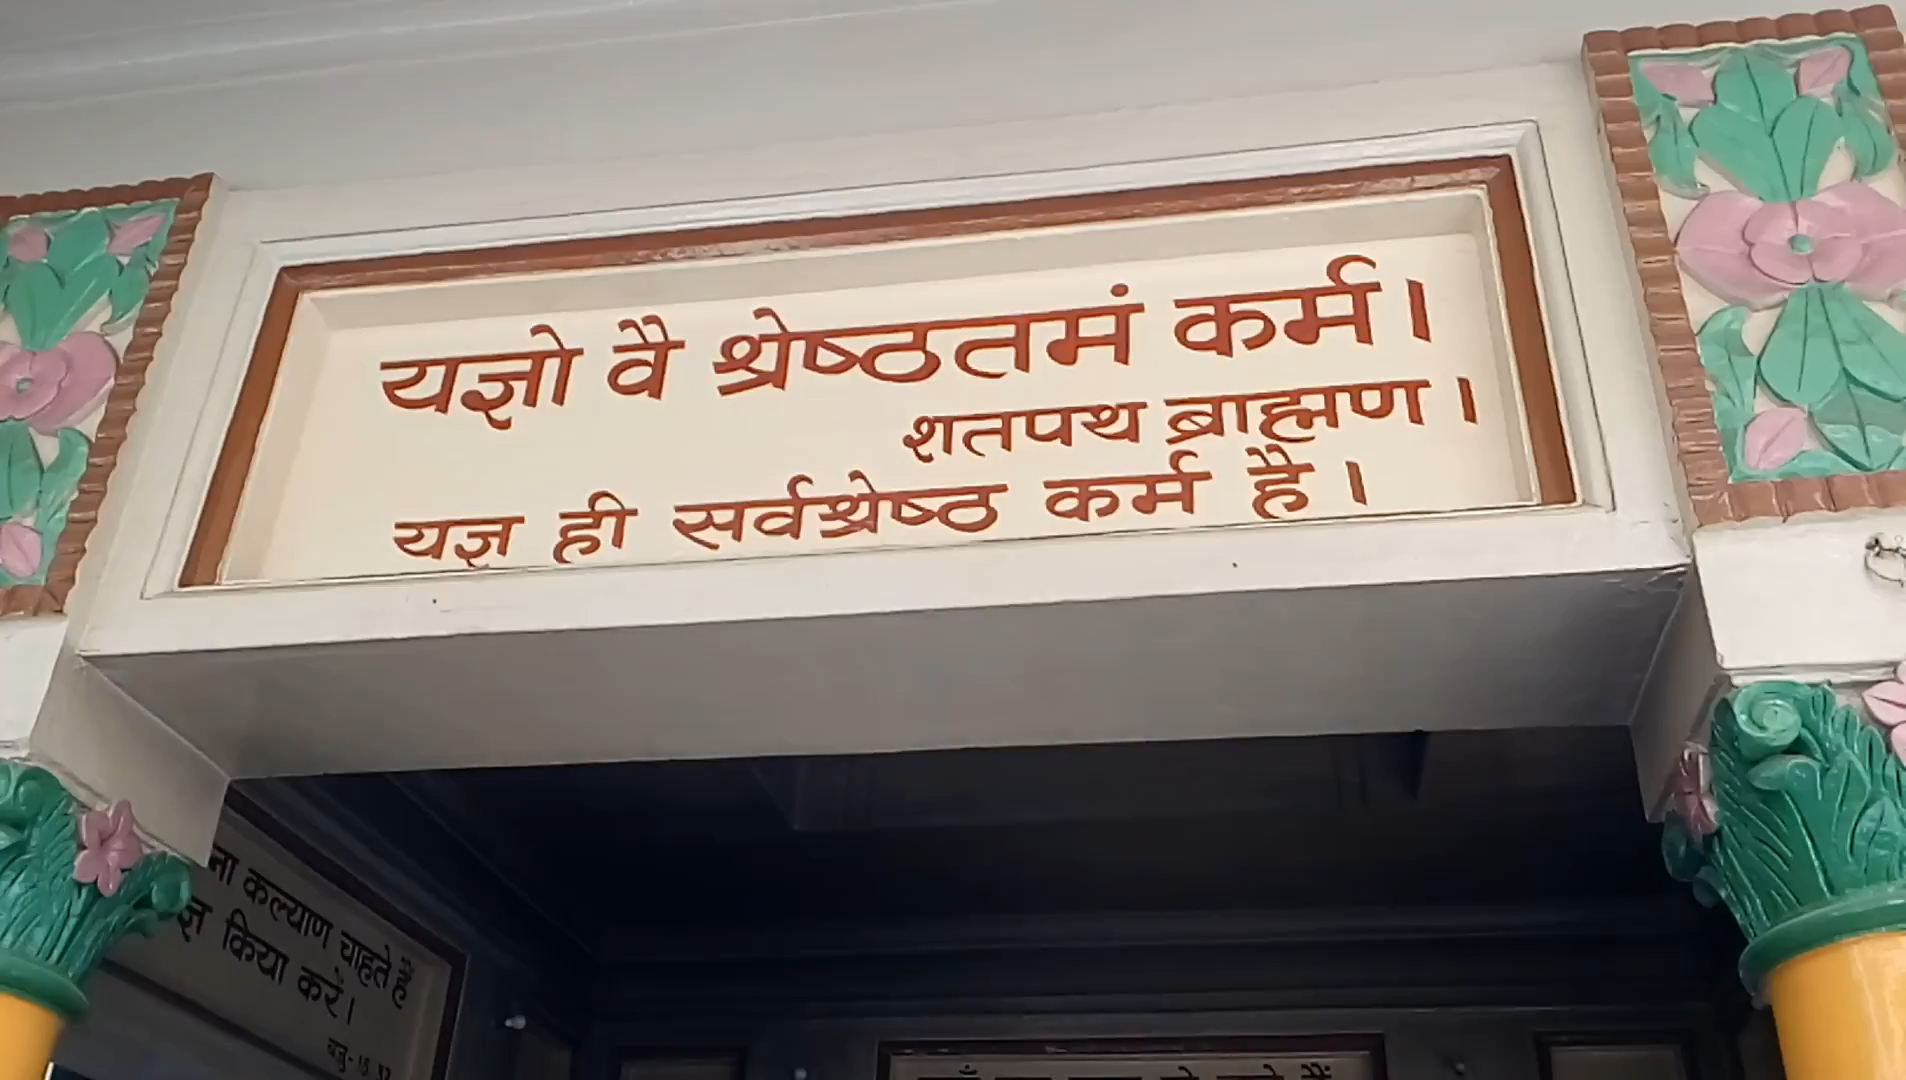 यज्ञो वै श्रेष्ठतमं कर्म।
शतपथ ब्राह्मण।
यज्ञ ही सर्वश्रेष्ठ कर्म है।
कल्याण चाहते हैं
किया करें।